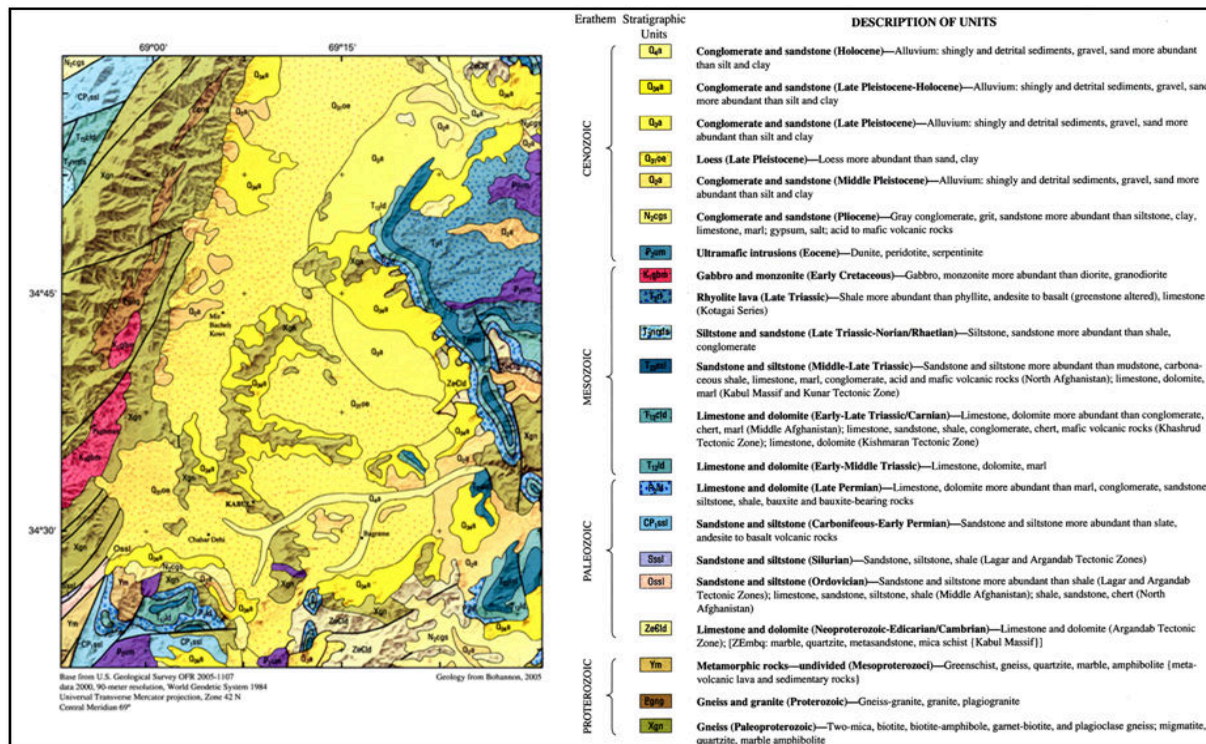 Erathem Stratigraphic
Units
DESCRIPTION OF UNITS
69°00'
69°15'
34°45'
34°30'
CENOZOIC
MESOZOIC
PALEOZOIC
PROTEROZOIC
Q₄a Conglomerate and sandstone (Holocene)—Alluvium: shingly and detrital sediments, gravel, sand more abundant
than silt and clay
Q₃₄a Conglomerate and sandstone (Late Pleistocene-Holocene)—Alluvium: shingly and detrital sediments, gravel, sand
more abundant than silt and clay
Q₃a Conglomerate and sandstone (Late Pleistocene)—Alluvium: shingly and detrital sediments, gravel, sand more
abundant than silt and clay
Loess (Late Pleistocene)—Loess more abundant than sand, clay
Q₂a Conglomerate and sandstone (Middle Pleistocene)—Alluvium: shingly and detrital sediments, gravel, sand more
abundant than silt and clay
N₂cgs Conglomerate and sandstone (Pliocene)—Gray conglomerate, grit, sandstone more abundant than siltstone, clay,
limestone, marl; gypsum, salt; acid to mafic volcanic rocks
Ultramafic intrusions (Eocene)—Dunite, peridotite, serpentinite
Gabbro and monzonite (Early Cretaceous)—Gabbro, monzonite more abundant than diorite, granodiorite
Rhyolite lava (Late Triassic)—Shale more abundant than phyllite, andesite to basalt (greenstone altered), limestone
(Kotagai Series)
Siltstone and sandstone (Late Triassic-Norian/Rhaetian)—Siltstone, sandstone more abundant than shale,
conglomerate
Sandstone and siltstone (Middle-Late Triassic)—Sandstone and siltstone more abundant than mudstone, carbona-
ceous shale, limestone, marl, conglomerate, acid and mafic volcanic rocks (North Afghanistan); limestone, dolomite,
marl (Kabul Massif and Kunar Tectonic Zone)
Limestone and dolomite (Early-Late Triassic/Carnian)—Limestone, dolomite more abundant than conglomerate,
chert, marl (Middle Afghanistan); limestone, sandstone, shale, conglomerate, chert, mafic volcanic rocks (Khashrud
Tectonic Zone); limestone, dolomite (Kishmaran Tectonic Zone)
T₁₂ld Limestone and dolomite (Early-Middle Triassic)—Limestone, dolomite, marl
Limestone and dolomite (Late Permian)—Limestone, dolomite more abundant than marl, conglomerate, sandstone
siltstone, shale, bauxite and bauxite-bearing rocks
CP₁ssl Sandstone and siltstone (Carbonifeous-Early Permian)—Sandstone and siltstone more abundant than slate,
andesite to basalt volcanic rocks
Sssl Sandstone and siltstone (Silurian)—Sandstone, siltstone, shale (Lagar and Argandab Tectonic Zones)
Ossl Sandstone and siltstone (Ordovician)—Sandstone and siltstone more abundant than shale (Lagar and Argandab
Tectonic Zones); limestone, sandstone, siltstone, shale (Middle Afghanistan); shale, sandstone, chert (North
Afghanistan)
Limestone and dolomite (Neoproterozoic-Edicarian/Cambrian)—Limestone and dolomite (Argandab Tectonic
Zone); [ZEmbq: marble, quartzite, metasandstone, mica schist {Kabul Massif}]
Ym Metamorphic rocks—undivided (Mesoproterozoci)—Greenschist, gneiss, quartzite, marble, amphibolite {meta-
volcanic lava and sedimentary rocks}
Gneiss and granite (Proterozoic)—Gneiss-granite, granite, plagiogranite
Xgn Gneiss (Paleoproterozoic)—Two-mica, biotite, biotite-amphibole, garnet-biotite, and plagioclase gneiss; migmatite,
quartzite, marble amphibolite
Mir
Bacheh
Kowt
KABUL
Chahar Dehi
Bagrame
Base from U.S. Geological Survey OFR 2005-1107
data 2000, 90-meter resolution, World Geodetic System 1984
Universal Transverse Mercator projection, Zone 42 N
Central Meridian 69°
Geology from Bohannon, 2005